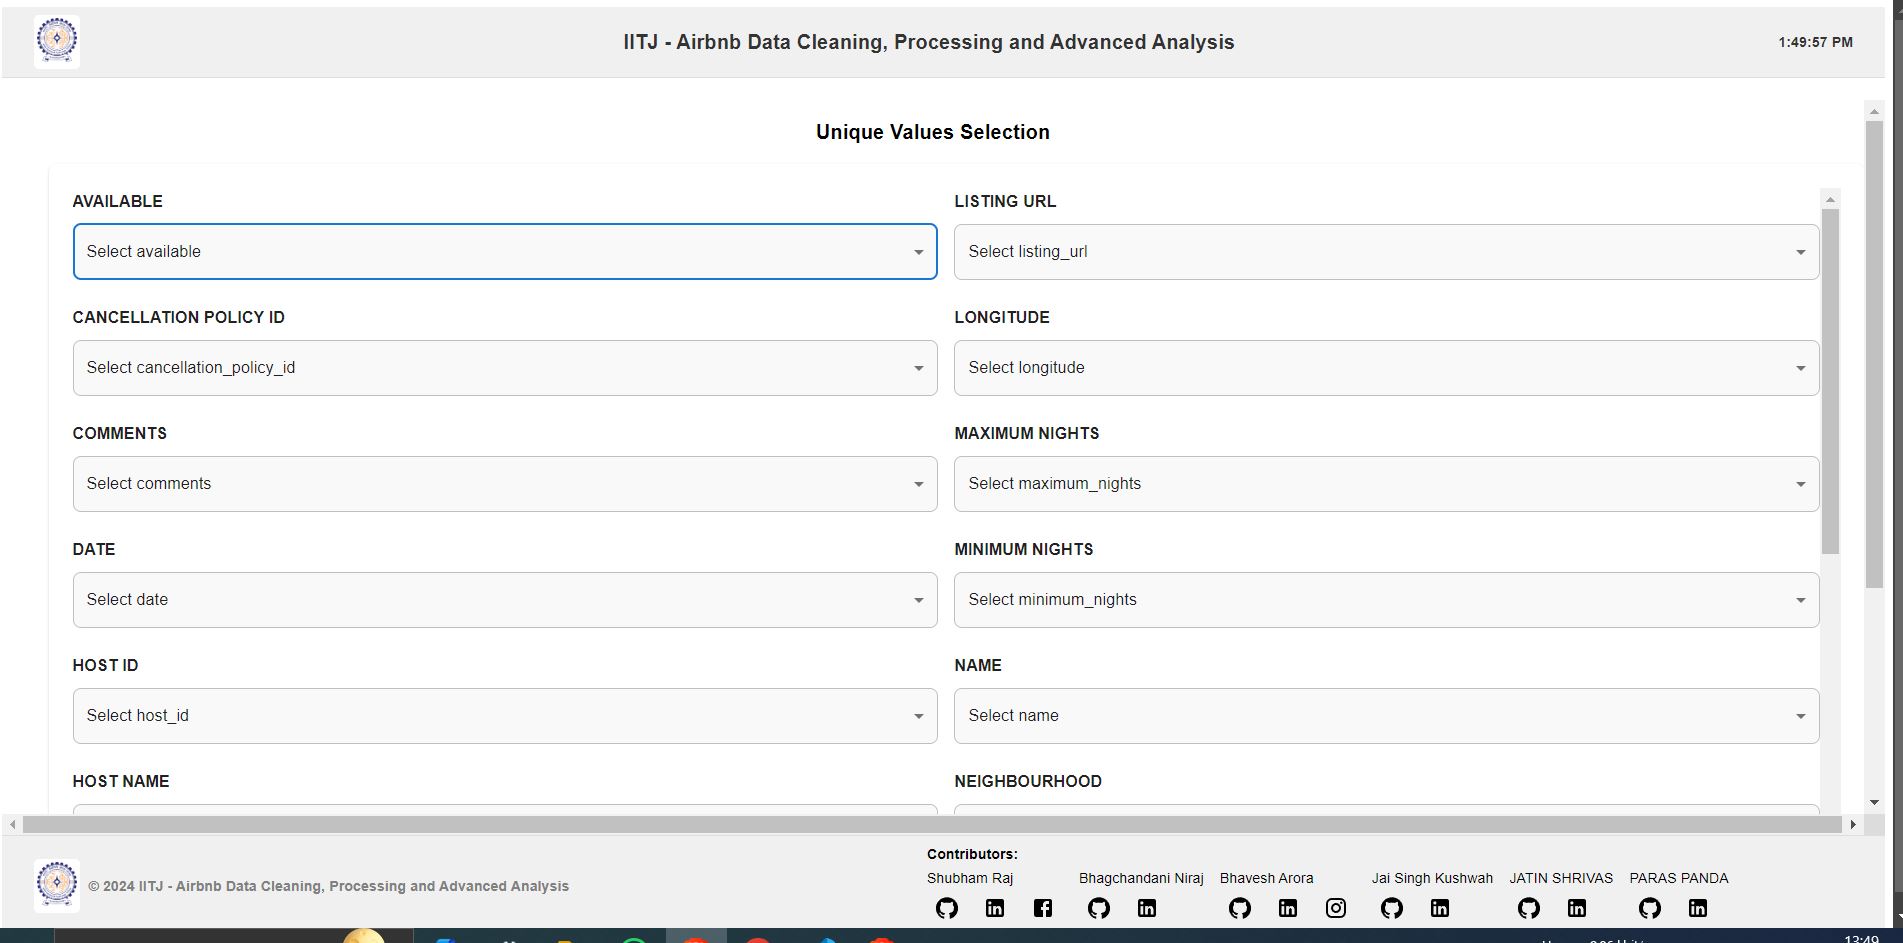 IITJ - Airbnb Data Cleaning, Processing and Advanced Analysis
1:49:57 PM
Unique Values Selection
AVAILABLE
Select available
LISTING URL
Select listing_url
CANCELLATION POLICY ID
Select cancellation_policy_id
LONGITUDE
Select longitude
COMMENTS
Select comments
MAXIMUM NIGHTS
Select maximum_nights
DATE
Select date
MINIMUM NIGHTS
Select minimum_nights
HOST ID
Select host_id
NAME
Select name
HOST NAME
NEIGHBOURHOOD
© 2024 IITJ - Airbnb Data Cleaning, Processing and Advanced Analysis
Contributors:
Shubham Raj
Bhagchandani Niraj
Bhavesh Arora
Jai Singh Kushwah
JATIN SHRIVAS
PARAS PANDA
13:49